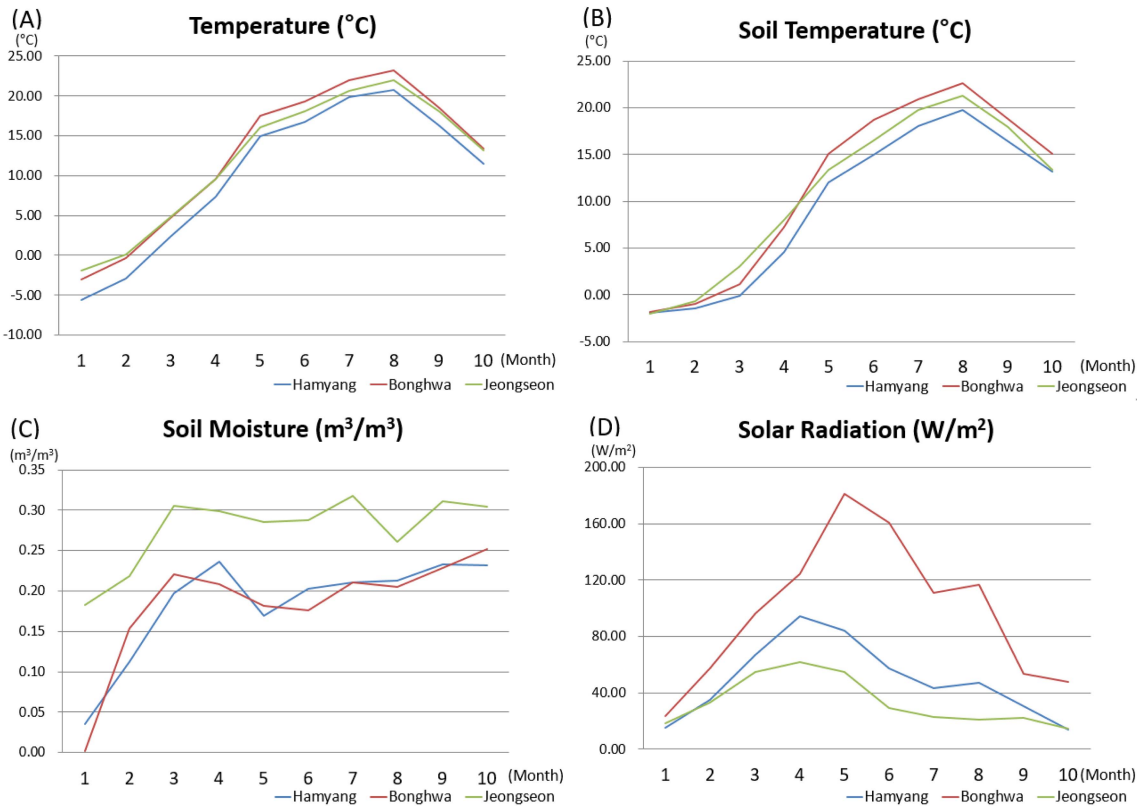 (A) Temperature (°C)
(°C)
25.00
20.00
15.00
10.00
5.00
0.00
-5.00
-10.00
1 2 3 4 5 6 7 8 9 10 (Month)
Hamyang Bonghwa Jeongseon
(B) Soil Temperature (°C)
(°C)
25.00
20.00
15.00
10.00
5.00
0.00
-5.00
1 2 3 4 5 6 7 8 9 10 (Month)
Hamyang Bonghwa Jeongseon
(C) Soil Moisture (m³/m³)
(m³/m³)
0.35
0.30
0.25
0.20
0.15
0.10
0.05
0.00
1 2 3 4 5 6 7 8 9 10 (Month)
Hamyang Bonghwa Jeongseon
(D) Solar Radiation (W/m²)
(W/m²)
200.00
160.00
120.00
80.00
40.00
0.00
1 2 3 4 5 6 7 8 9 10 (Month)
Hamyang Bonghwa Jeongseon